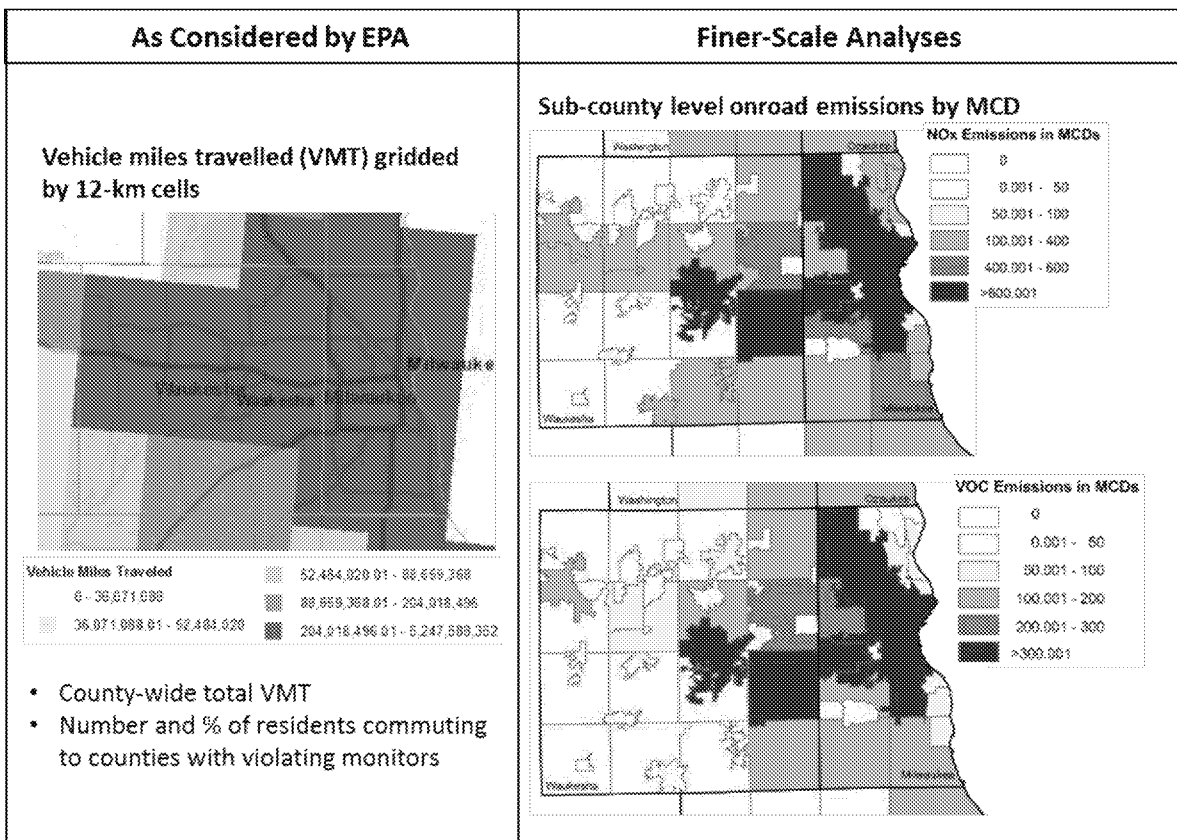 As Considered by EPA
Finer-Scale Analyses
Vehicle miles travelled (VMT) gridded
by 12-km cells
Milwaukee
Waukesha
Milwaukee
Vehicle Miles Traveled
0 - 36,071,088
36,071,088.01 - 52,484,020
52,484,020.01 - 88,659,368
88,659,368.01 - 204,018,496
204,018,496.01 -
• County-wide total VMT
• Number and % of residents commuting
to counties with violating monitors
Sub-county level onroad emissions by MCD
Washington
Ozaukee
Waukesha
Milwaukee
NOx Emissions in MCDs
0
0.001 - 50
50.001 - 100
100.001 - 400
400.001 - 600
>600.001
Washington
Ozaukee
Waukesha
Milwaukee
VOC Emissions in MCDs
0
0.001 - 50
50.001 - 100
100.001 - 200
200.001 - 300
>300.001